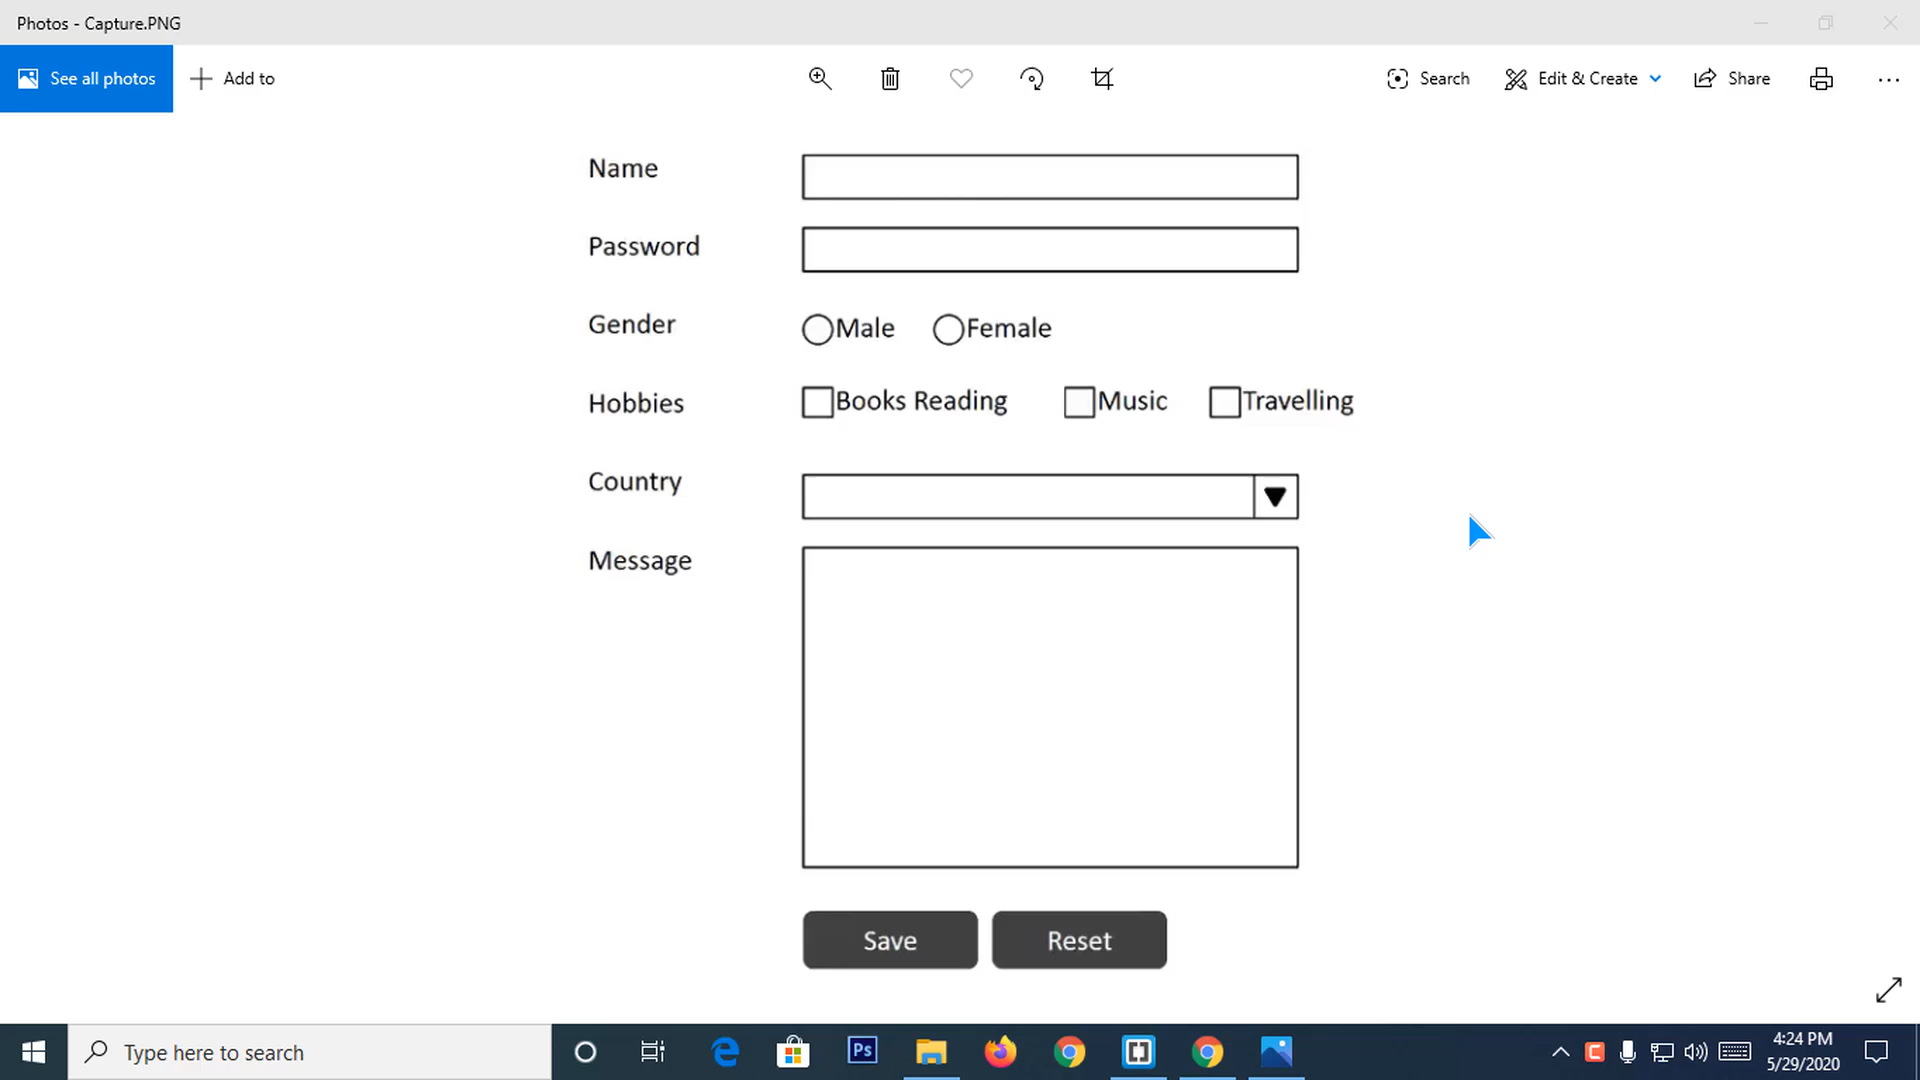 Photos - Capture.PNG
See all photos
Add to
Search
Edit & Create
Share
Name
Password
Gender
Male
Female
Hobbies
Books Reading
Music
Travelling
Country
Message
Save
Reset
Type here to search
Ps
4:24 PM
5/29/2020